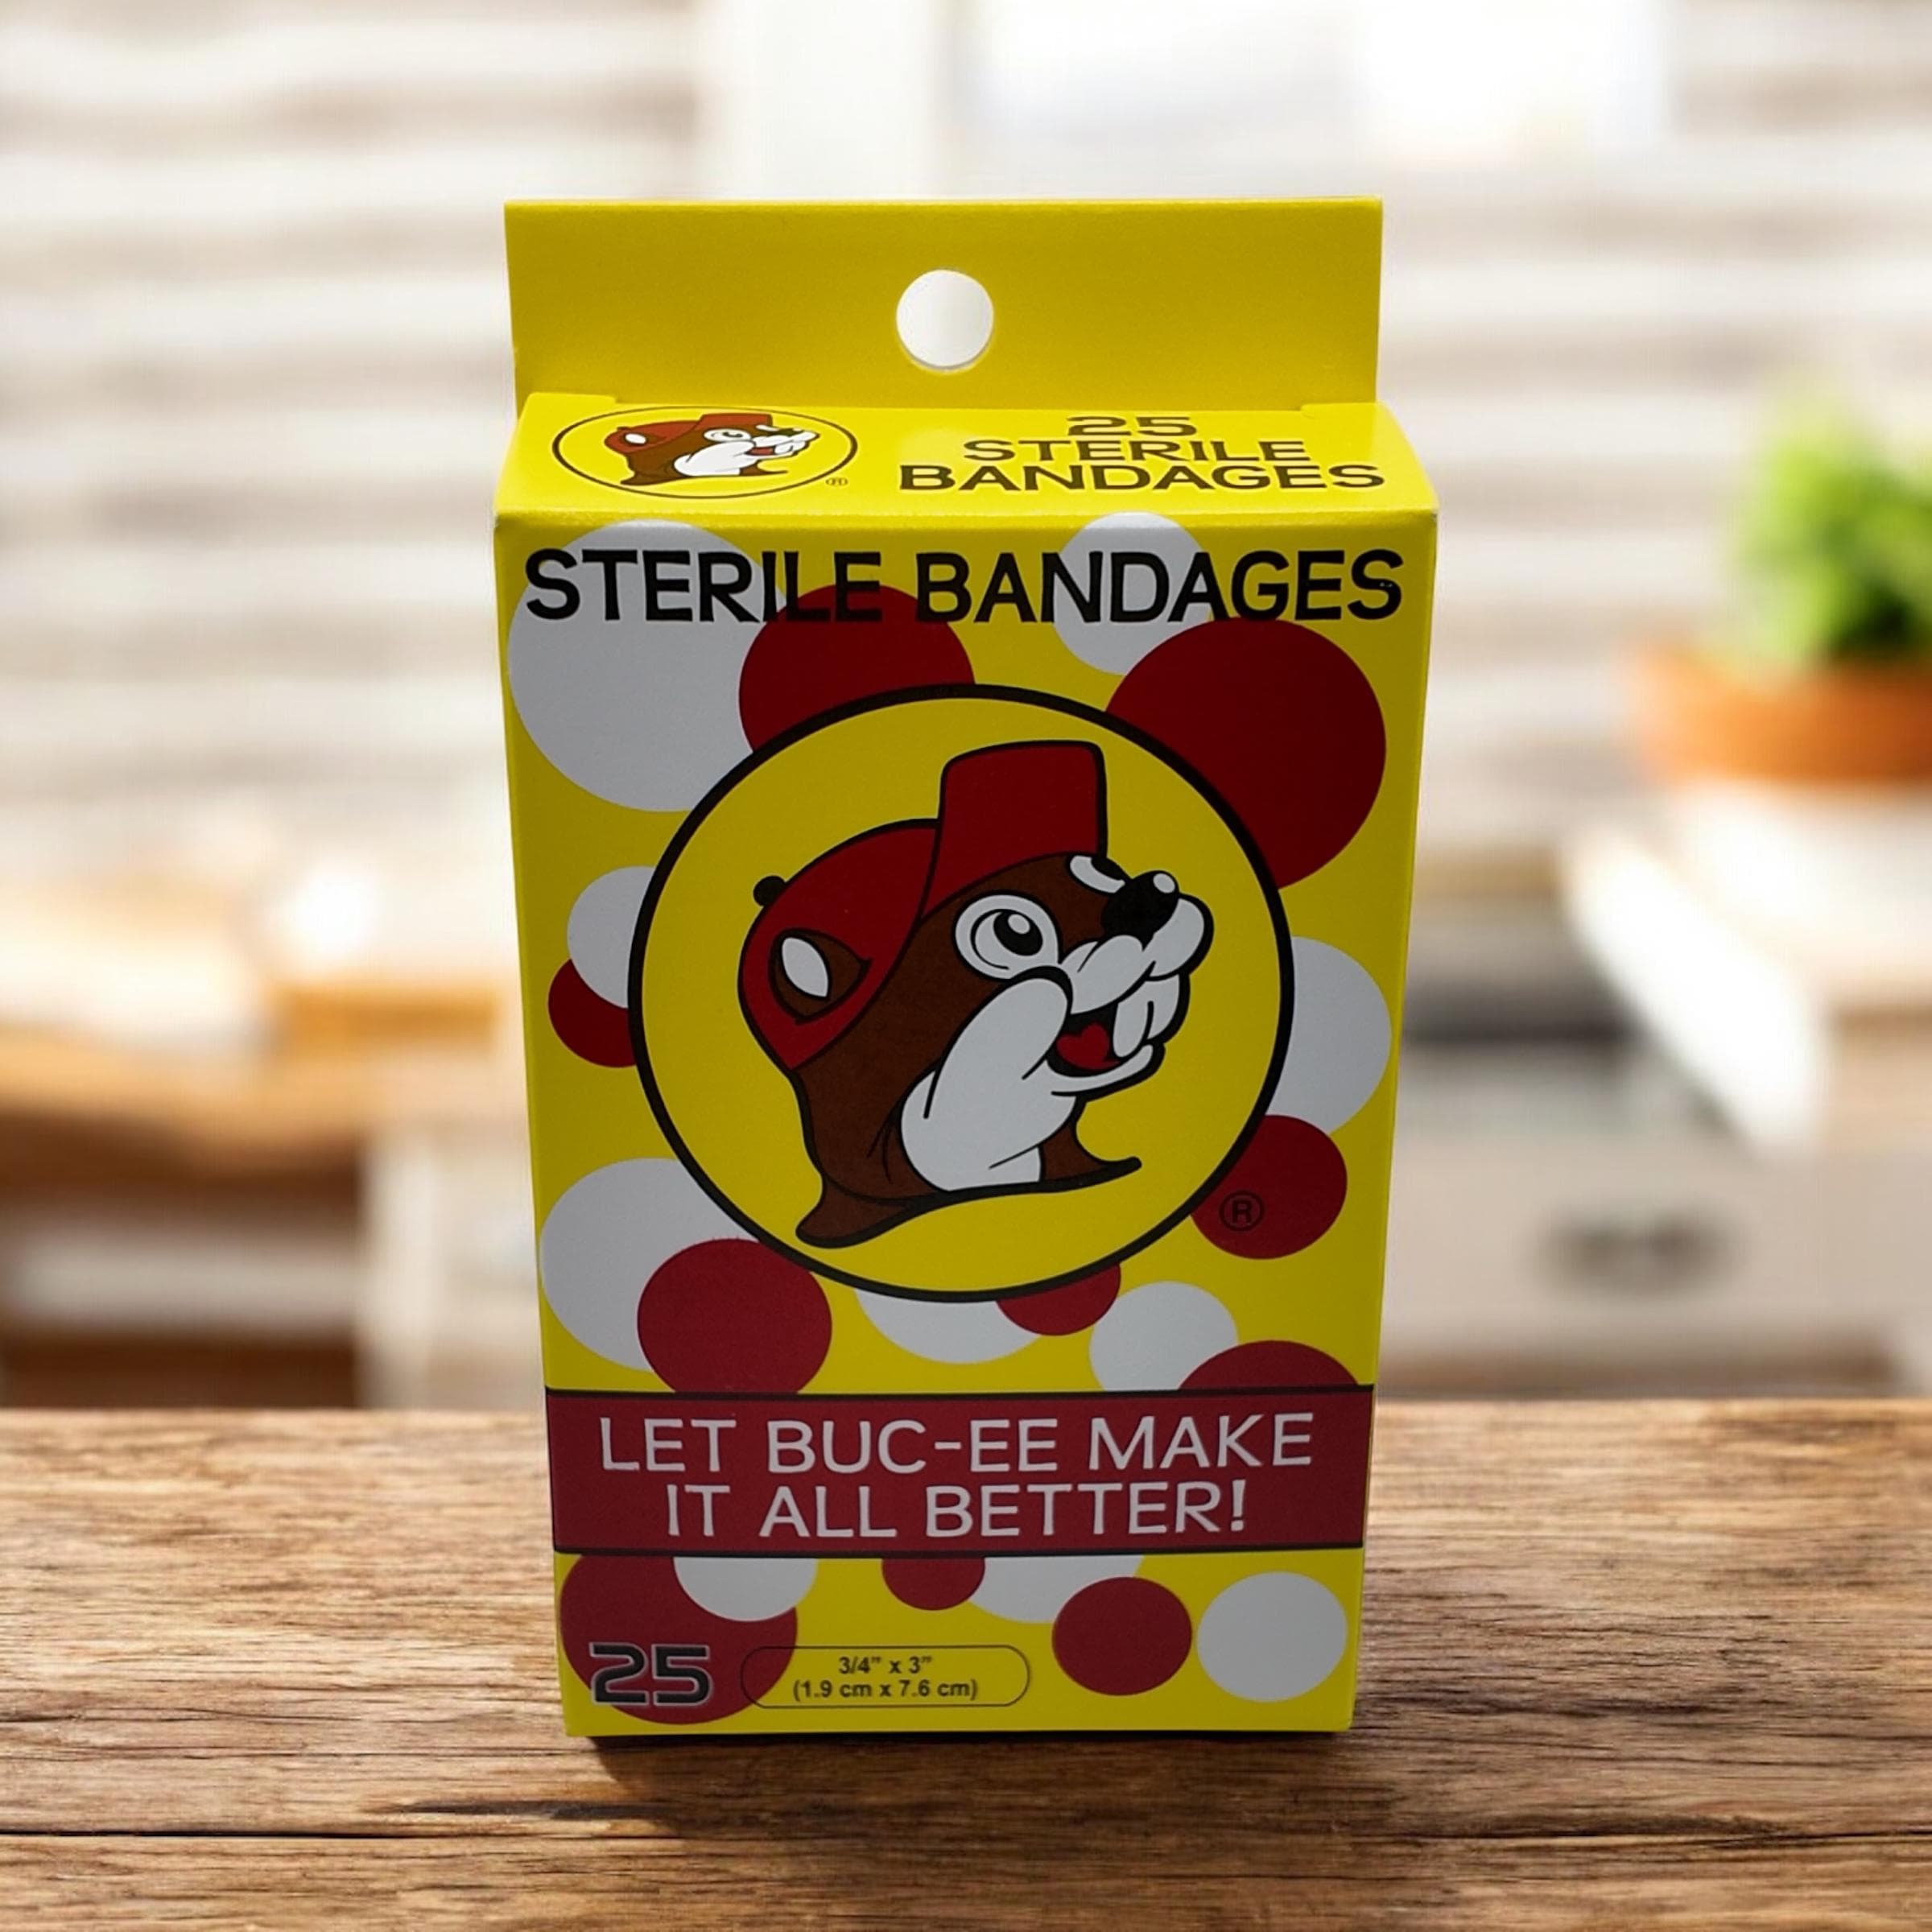 25
STERILE
BANDAGES
®
STERILE BANDAGES
®
LET BUC-EE MAKE
IT ALL BETTER!
25
3/4" x 3"
(1.9 cm x 7.6 cm)